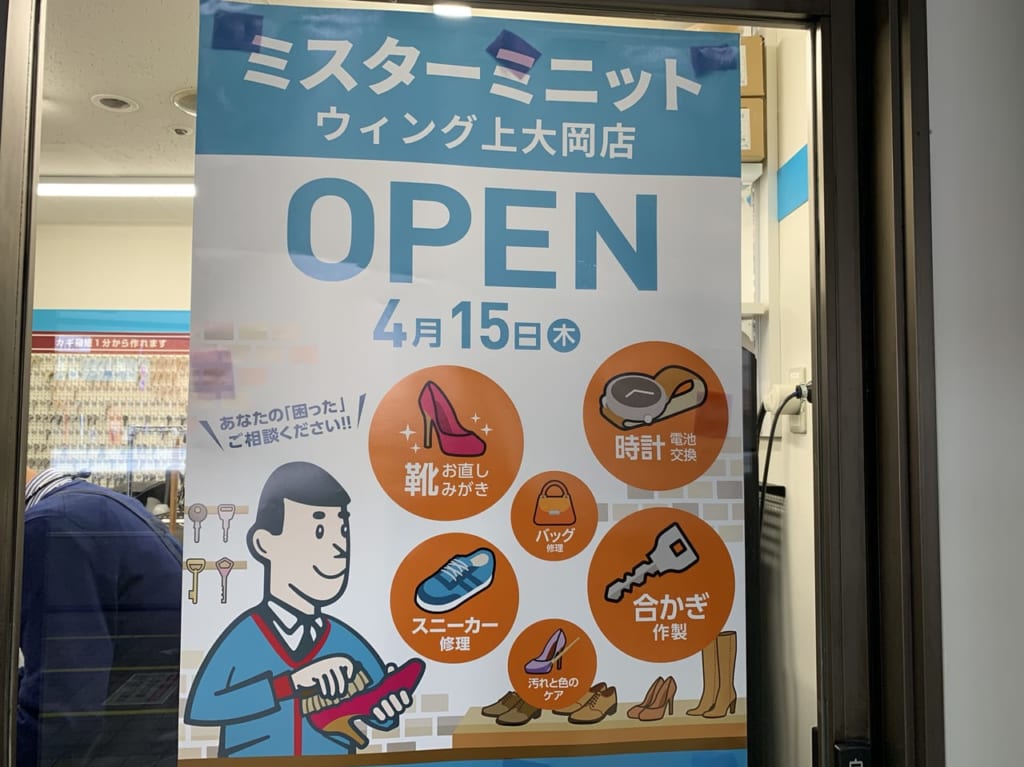 ミスターミニット
ウィング上大岡店
OPEN
4月15日㊍
カギ複製1分から作れます
あなたの「困った」
ご相談ください!!
靴 お直し
みがき
時計 電池
交換
バッグ
修理
スニーカー
修理
合かぎ
作製
汚れと色の
ケア